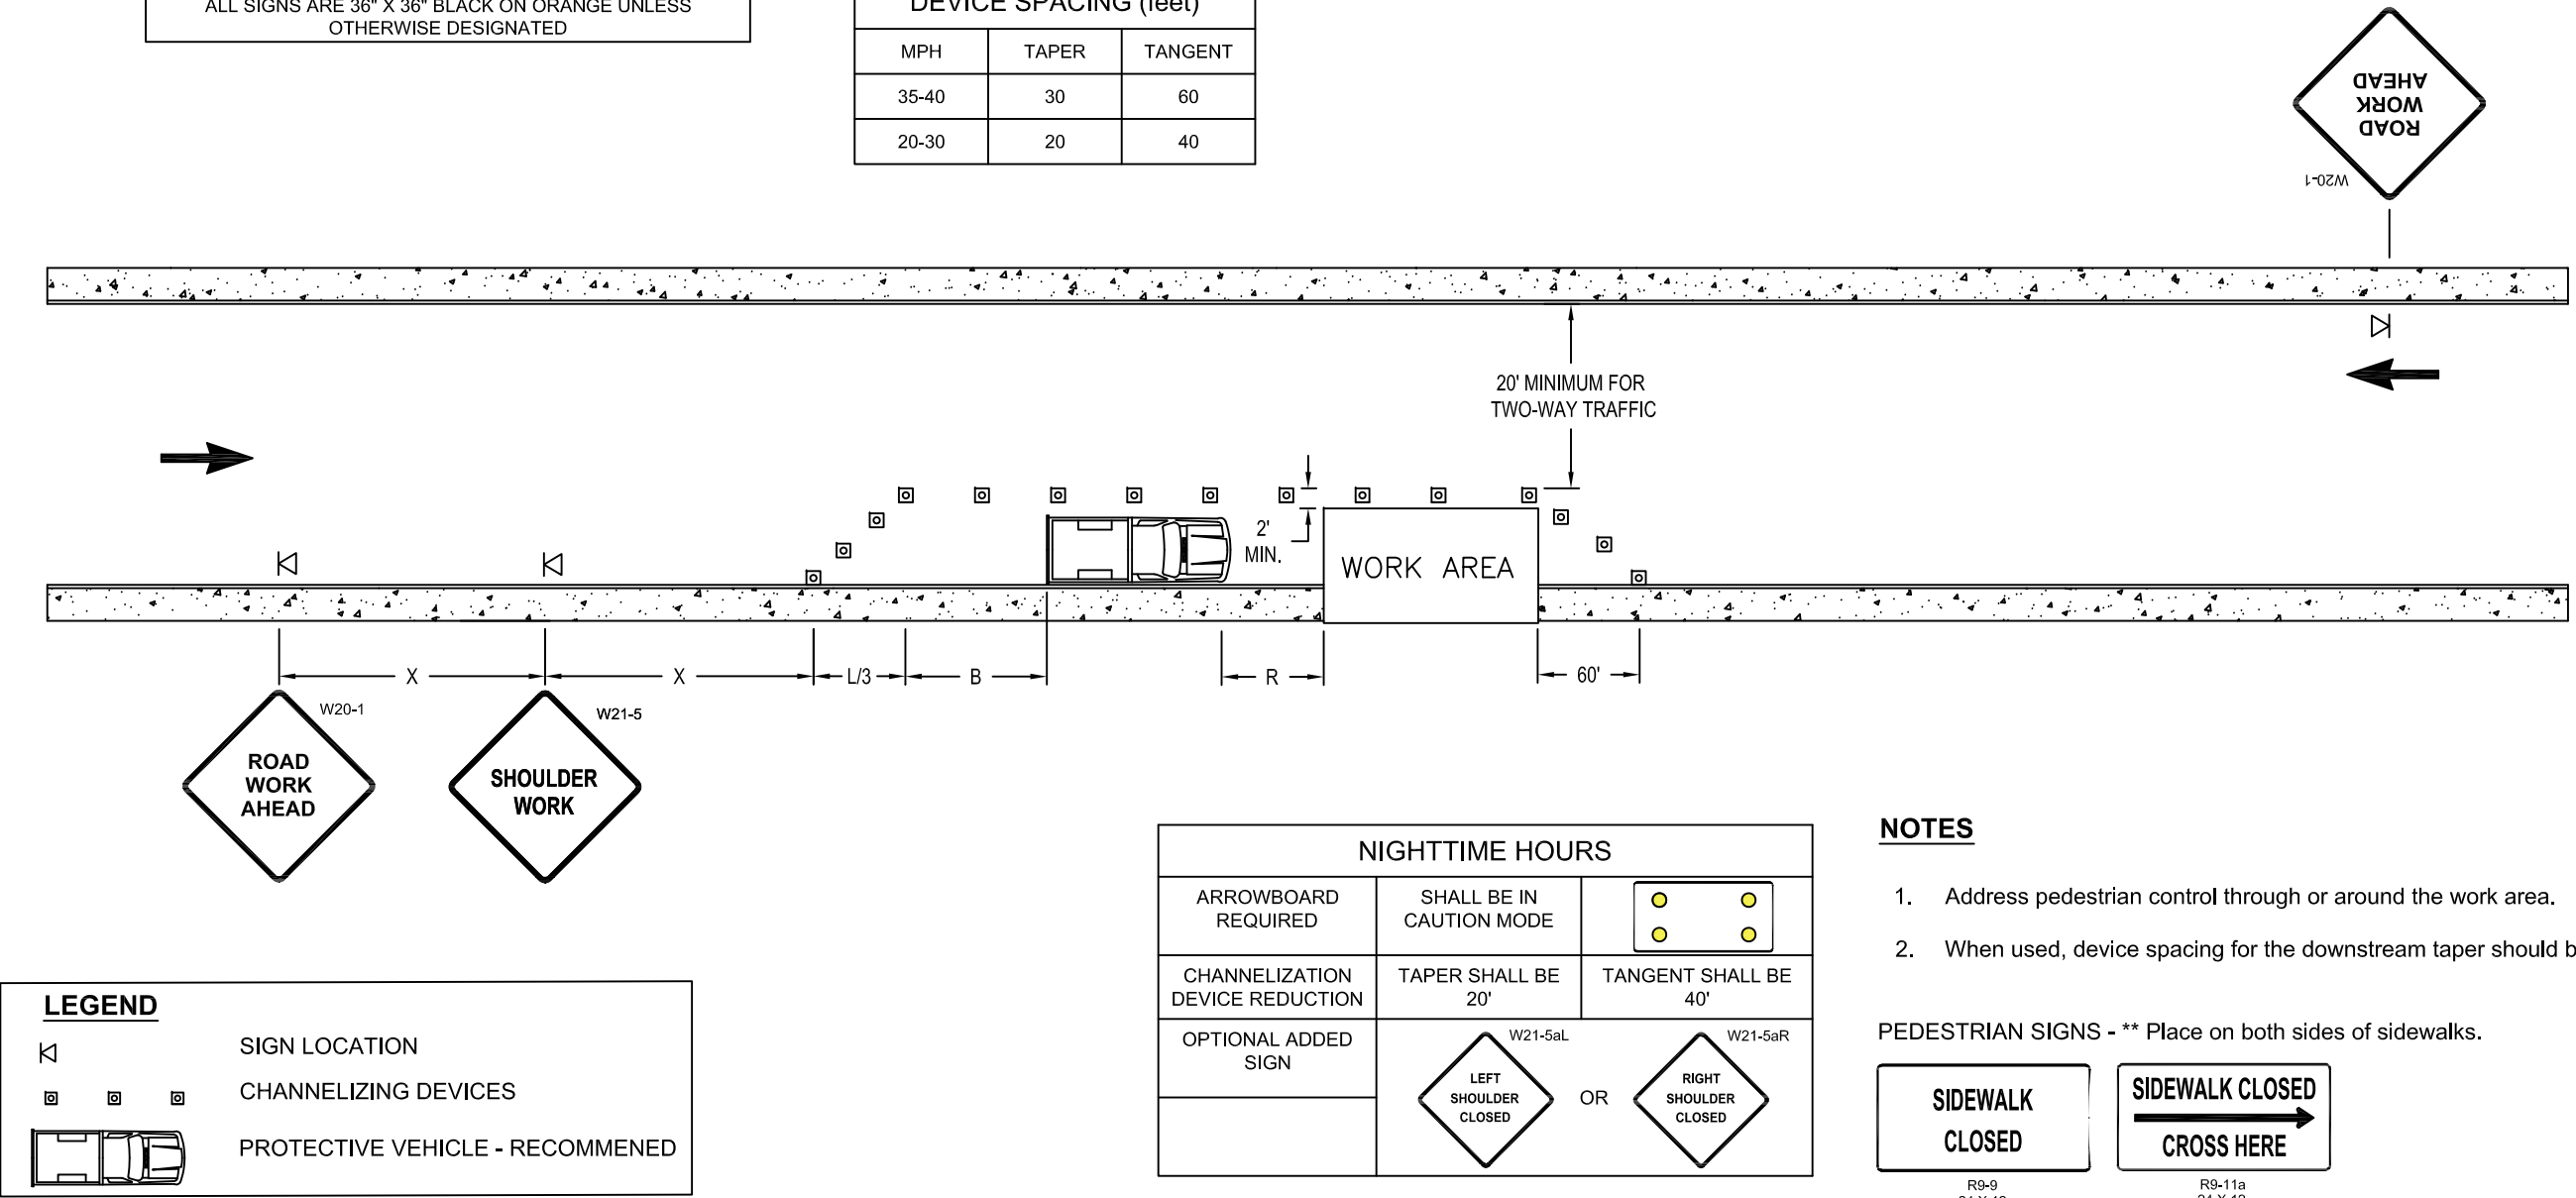 ALL SIGNS ARE 36" X 36" BLACK ON ORANGE UNLESS
OTHERWISE DESIGNATED
DEVICE SPACING (feet)
MPH TAPER TANGENT
35-40 30 60
20-30 20 40
ROAD
WORK
AHEAD
W20-1
20' MINIMUM FOR
TWO-WAY TRAFFIC
2'
MIN.
WORK AREA
X X L/3 B R 60'
W20-1
ROAD
WORK
AHEAD
W21-5
SHOULDER
WORK
NIGHTTIME HOURS
ARROWBOARD
REQUIRED
SHALL BE IN
CAUTION MODE
CHANNELIZATION
DEVICE REDUCTION
TAPER SHALL BE
20'
TANGENT SHALL BE
40'
OPTIONAL ADDED
SIGN
W21-5aL
LEFT
SHOULDER
CLOSED
OR
W21-5aR
RIGHT
SHOULDER
CLOSED
NOTES
1. Address pedestrian control through or around the work area.
2. When used, device spacing for the downstream taper should
PEDESTRIAN SIGNS - ** Place on both sides of sidewalks.
SIDEWALK
CLOSED
R9-9
SIDEWALK CLOSED
CROSS HERE
R9-11a
LEGEND
SIGN LOCATION
CHANNELIZING DEVICES
PROTECTIVE VEHICLE - RECOMMENED